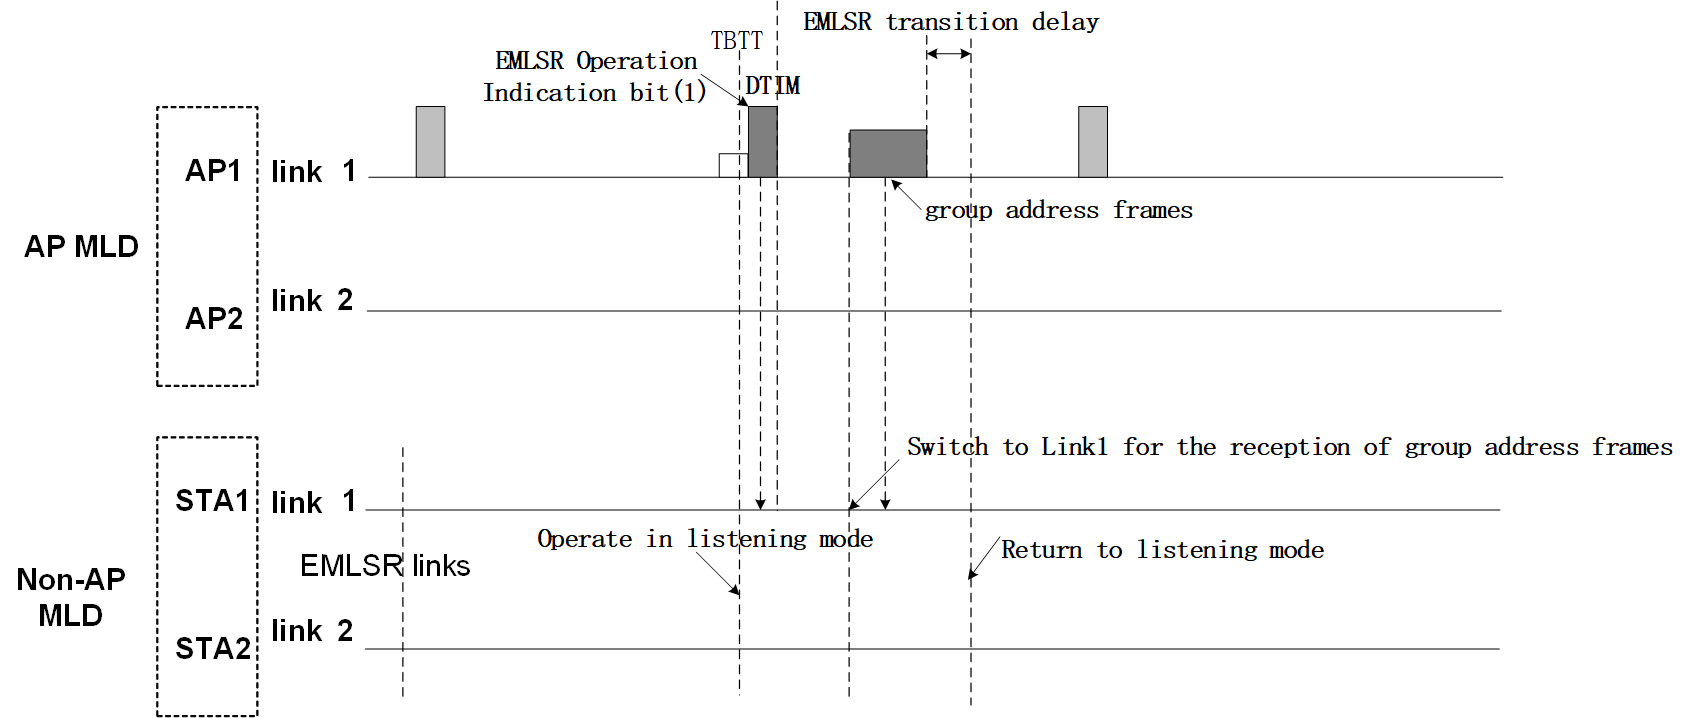 EMLSR transition delay
TBTT
EMLSR Operation
Indication bit(1)
DTIM
AP1
link 1
group address frames
AP MLD
AP2
link 2
Switch to Link1 for the reception of group address frames
STA1
link 1
Operate in listening mode
Return to listening mode
EMLSR links
Non-AP
MLD
link 2
STA2